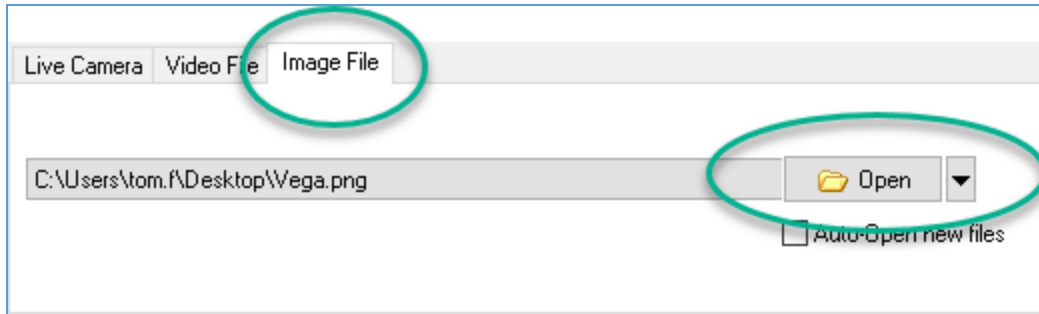 Live Camera Video File Image File
C:\Users\tom.f\Desktop\Vega.png Open
Auto-Open new files